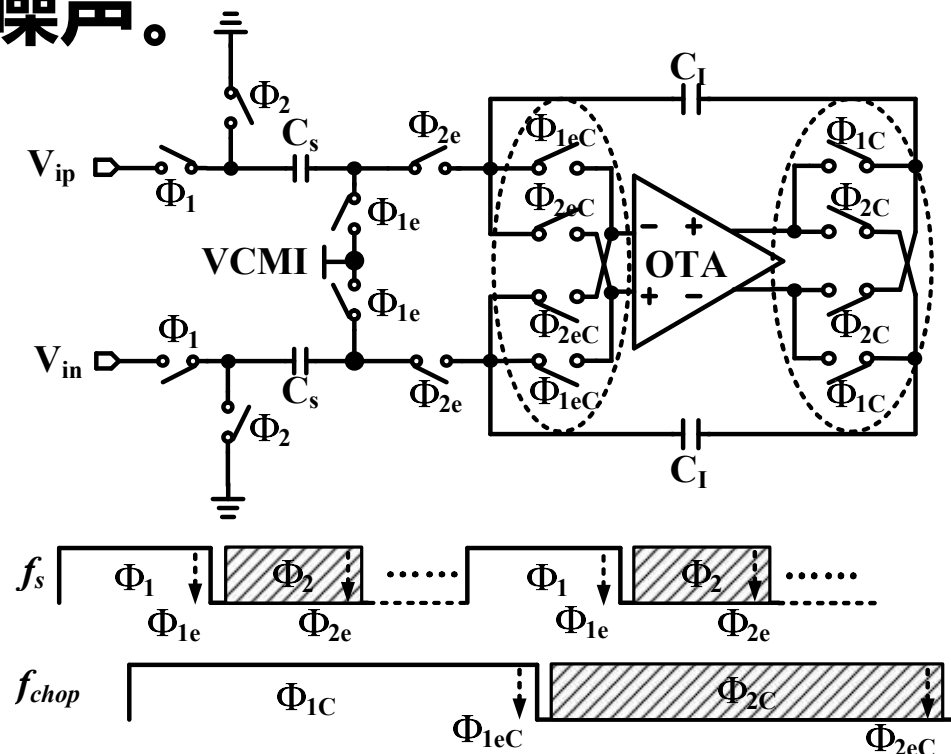 噪声。
Φ2
CI
Cs
Φ2e
Φ1eC
Φ1C
Vip
Φ1
Φ1e
Φ2eC
Φ2C
VCMI
− +
OTA
+ −
Φ1
Φ1e
Φ2eC
Φ2C
Vin
Cs
Φ2e
Φ1eC
Φ1C
Φ2
CI
fs
Φ1
Φ2
........
Φ1
Φ2
.......
Φ1e
Φ2e
Φ1e
Φ2e
fchop
Φ1C
Φ2C
Φ1eC
Φ2eC